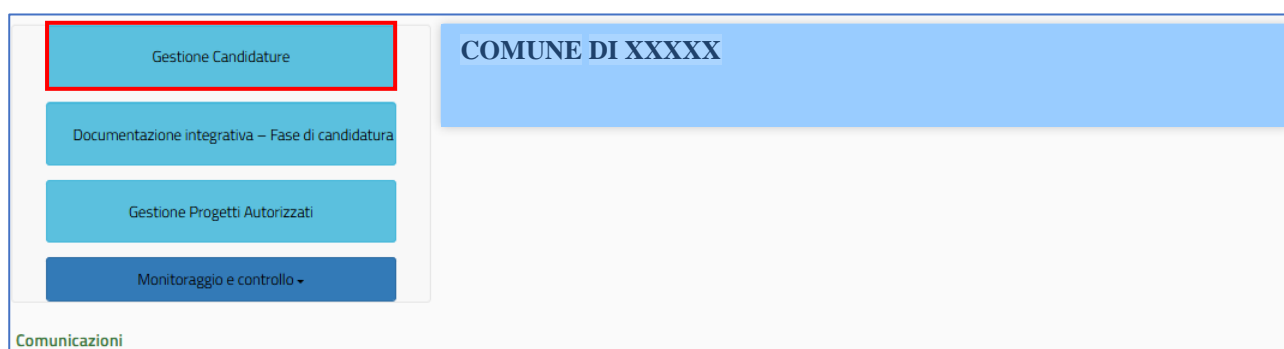 Gestione Candidature
COMUNE DI XXXXX
Documentazione integrativa – Fase di candidatura
Gestione Progetti Autorizzati
Monitoraggio e controllo
Comunicazioni